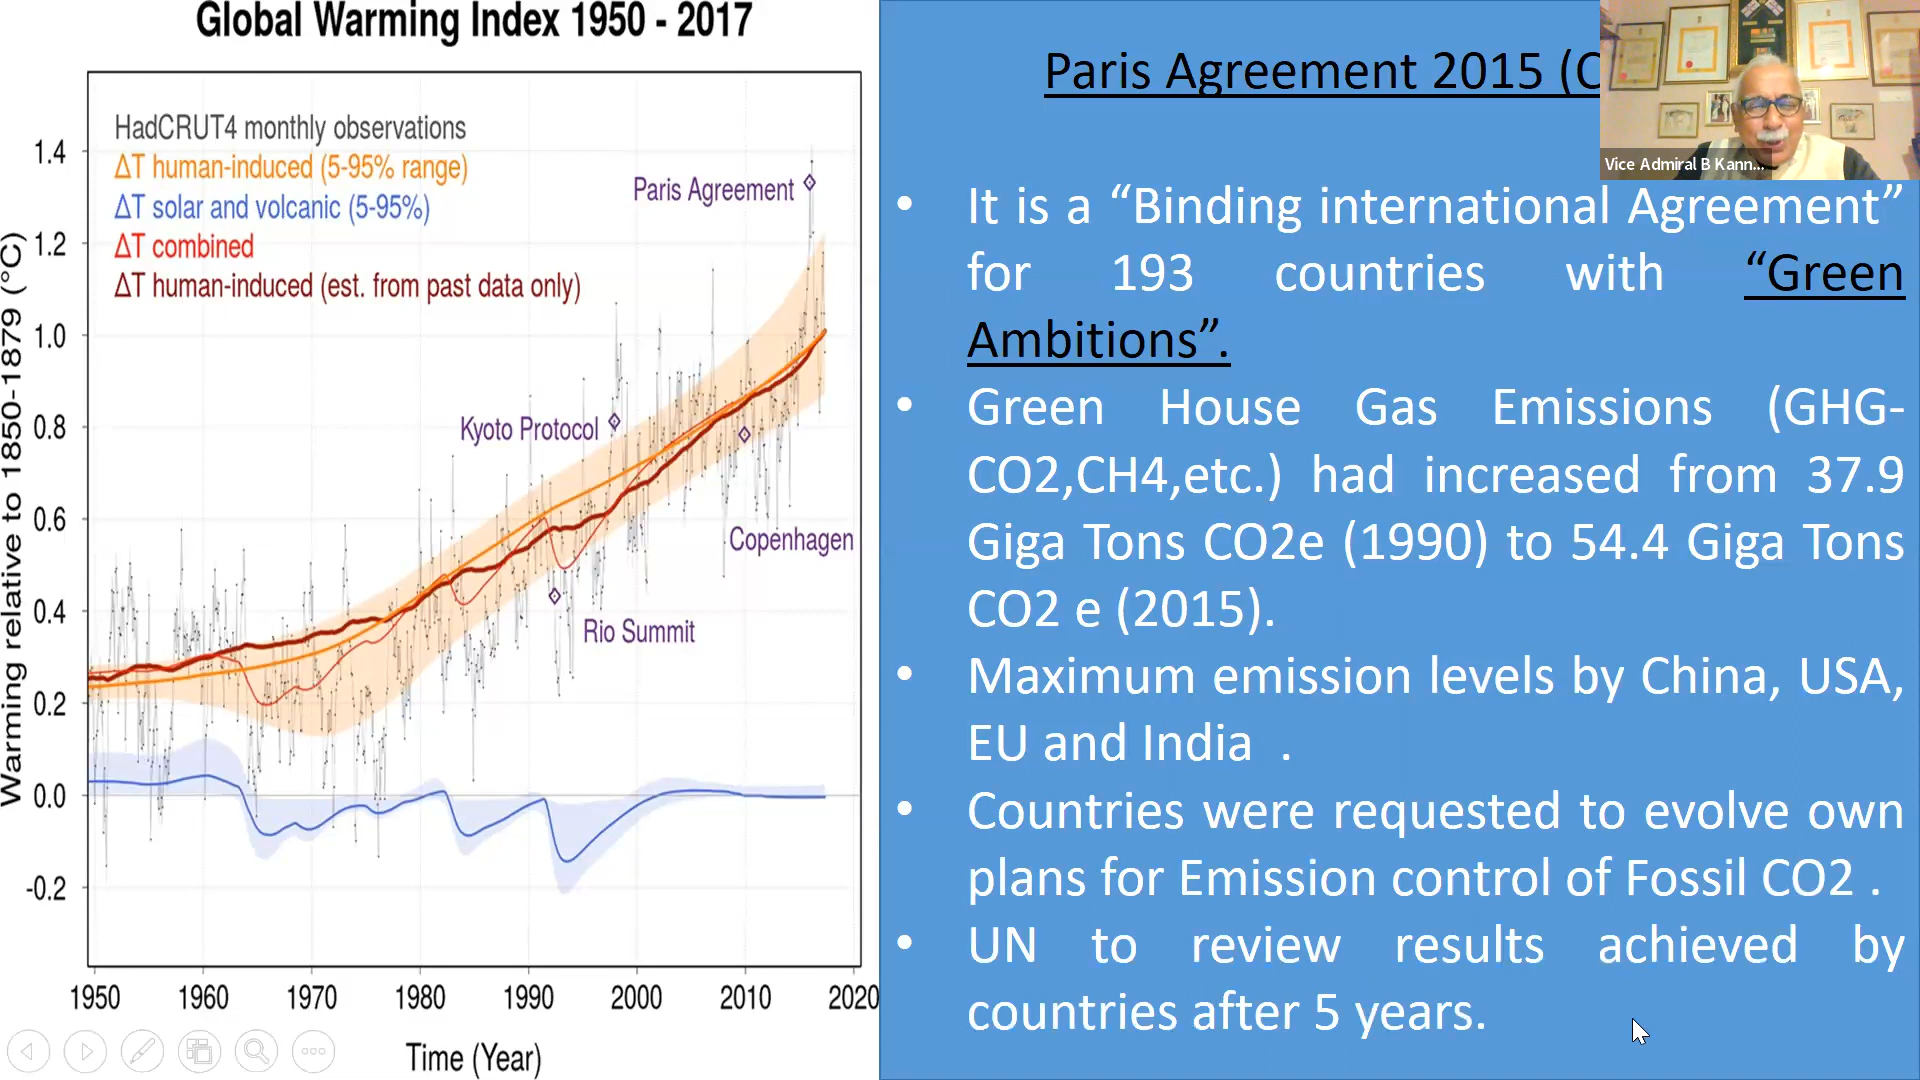 Global Warming Index 1950 - 2017
HadCRUT4 monthly observations
ΔT human-induced (5-95% range)
ΔT solar and volcanic (5-95%)
ΔT combined
ΔT human-induced (est. from past data only)
Paris Agreement
Kyoto Protocol
Copenhagen
Rio Summit
Warming relative to 1850-1879 (°C)
1.4
1.2
1.0
0.8
0.6
0.4
0.2
0.0
-0.2
1950 1960 1970 1980 1990 2000 2010 2020
Time (Year)
Paris Agreement 2015 (
Vice Admiral B Kann...
• It is a “Binding international Agreement”
for 193 countries with “Green
Ambitions”.
• Green House Gas Emissions (GHG-
CO2,CH4,etc.) had increased from 37.9
Giga Tons CO2e (1990) to 54.4 Giga Tons
CO2 e (2015).
• Maximum emission levels by China, USA,
EU and India .
• Countries were requested to evolve own
plans for Emission control of Fossil CO2 .
• UN to review results achieved by
countries after 5 years.